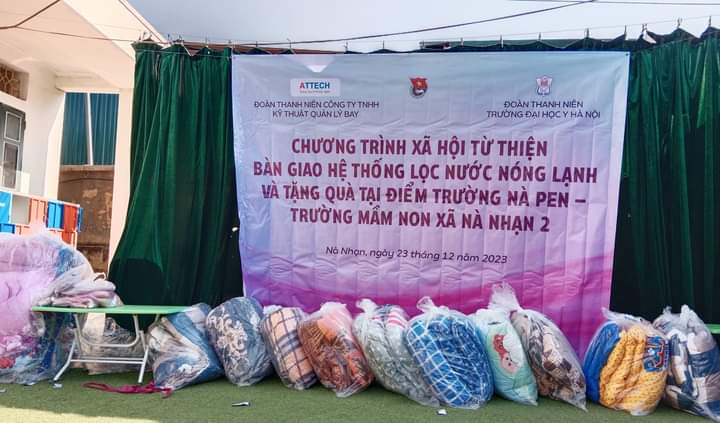 ATTECH
ĐOÀN THANH NIÊN CÔNG TY TNHH
KỸ THUẬT QUẢN LÝ BAY
ĐOÀN THANH NIÊN
TRƯỜNG ĐẠI HỌC Y HÀ NỘI
CHƯƠNG TRÌNH XÃ HỘI TỪ THIỆN
BÀN GIAO HỆ THỐNG LỌC NƯỚC NÓNG LẠNH
VÀ TẶNG QUÀ TẠI ĐIỂM TRƯỜNG NÀ PEN –
TRƯỜNG MẦM NON XÃ NÀ NHẠN 2
Nà Nhạn, ngày 23 tháng 12 năm 2023